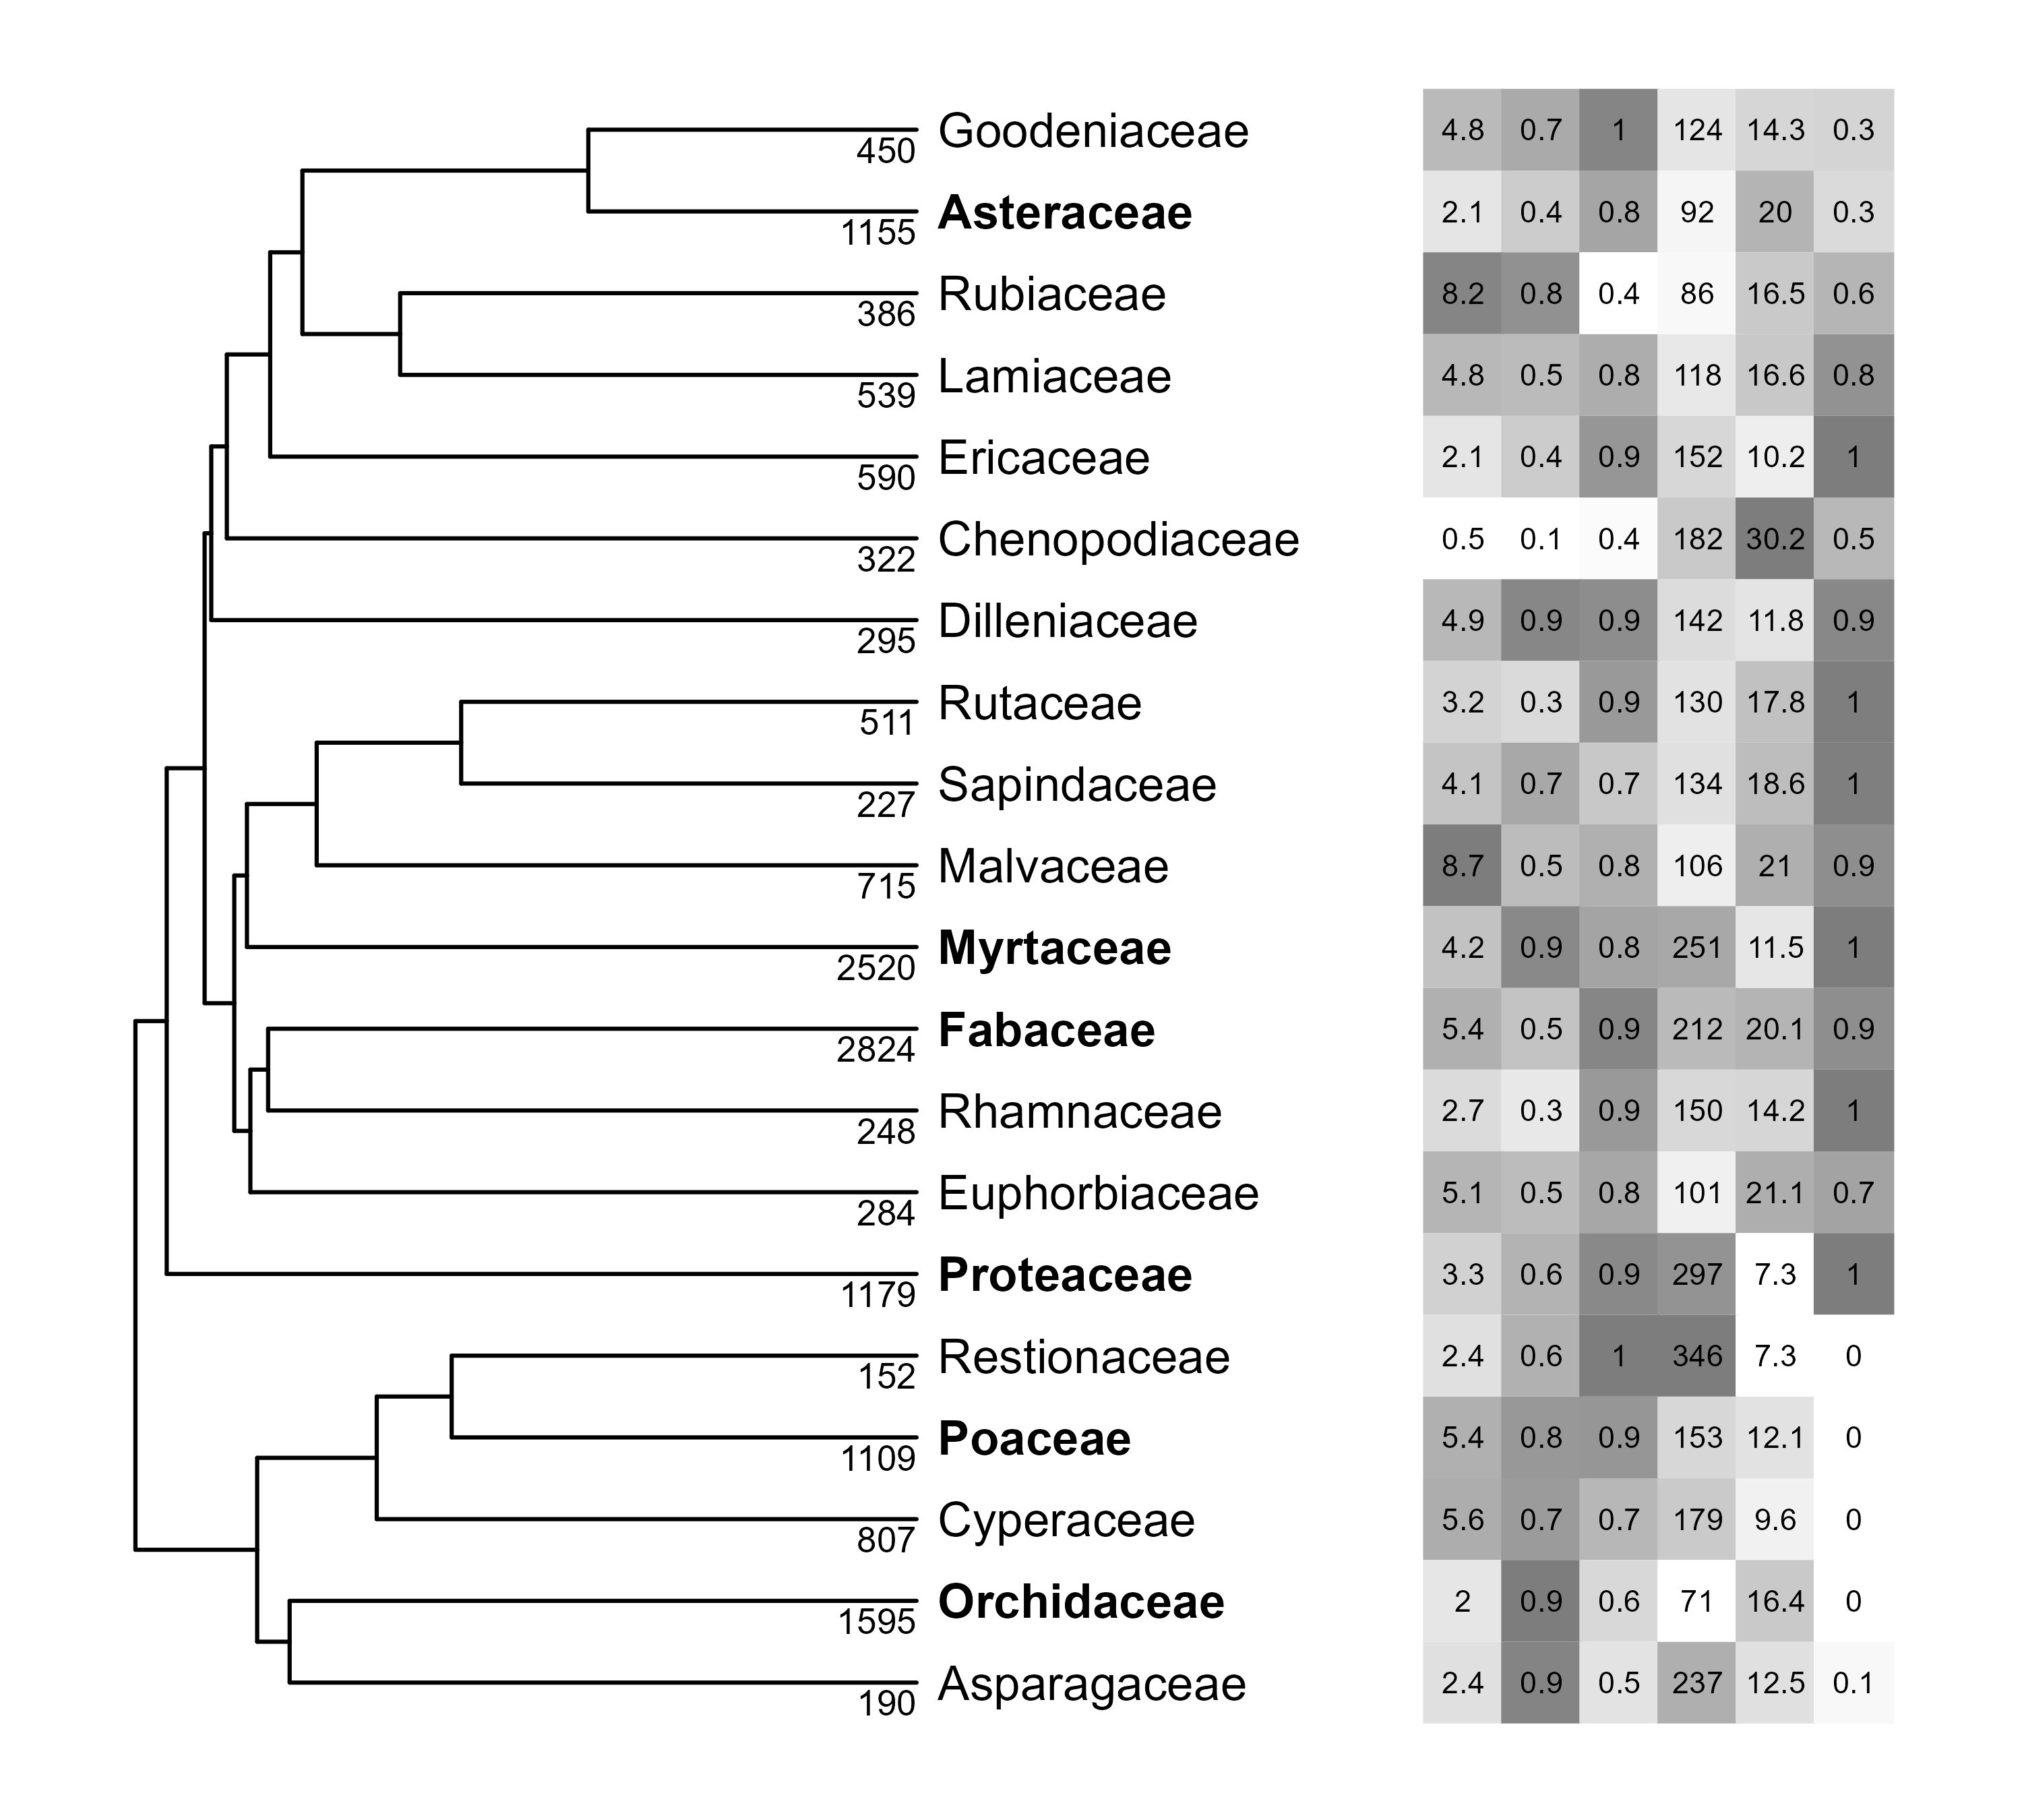 Goodeniaceae 4.8 0.7 1 124 14.3 0.3
450
Asteraceae 2.1 0.4 0.8 92 20 0.3
1155
Rubiaceae 8.2 0.8 0.4 86 16.5 0.6
386
Lamiaceae 4.8 0.5 0.8 118 16.6 0.8
539
Ericaceae 2.1 0.4 0.9 152 10.2 1
590
Chenopodiaceae 0.5 0.1 0.4 182 30.2 0.5
322
Dilleniaceae 4.9 0.9 0.9 142 11.8 0.9
295
Rutaceae 3.2 0.3 0.9 130 17.8 1
511
Sapindaceae 4.1 0.7 0.7 134 18.6 1
227
Malvaceae 8.7 0.5 0.8 106 21 0.9
715
Myrtaceae 4.2 0.9 0.8 251 11.5 1
2520
Fabaceae 5.4 0.5 0.9 212 20.1 0.9
2824
Rhamnaceae 2.7 0.3 0.9 150 14.2 1
248
Euphorbiaceae 5.1 0.5 0.8 101 21.1 0.7
284
Proteaceae 3.3 0.6 0.9 297 7.3 1
1179
Restionaceae 2.4 0.6 1 346 7.3 0
152
Poaceae 5.4 0.8 0.9 153 12.1 0
1109
Cyperaceae 5.6 0.7 0.7 179 9.6 0
807
Orchidaceae 2 0.9 0.6 71 16.4 0
1595
Asparagaceae 2.4 0.9 0.5 237 12.5 0.1
190